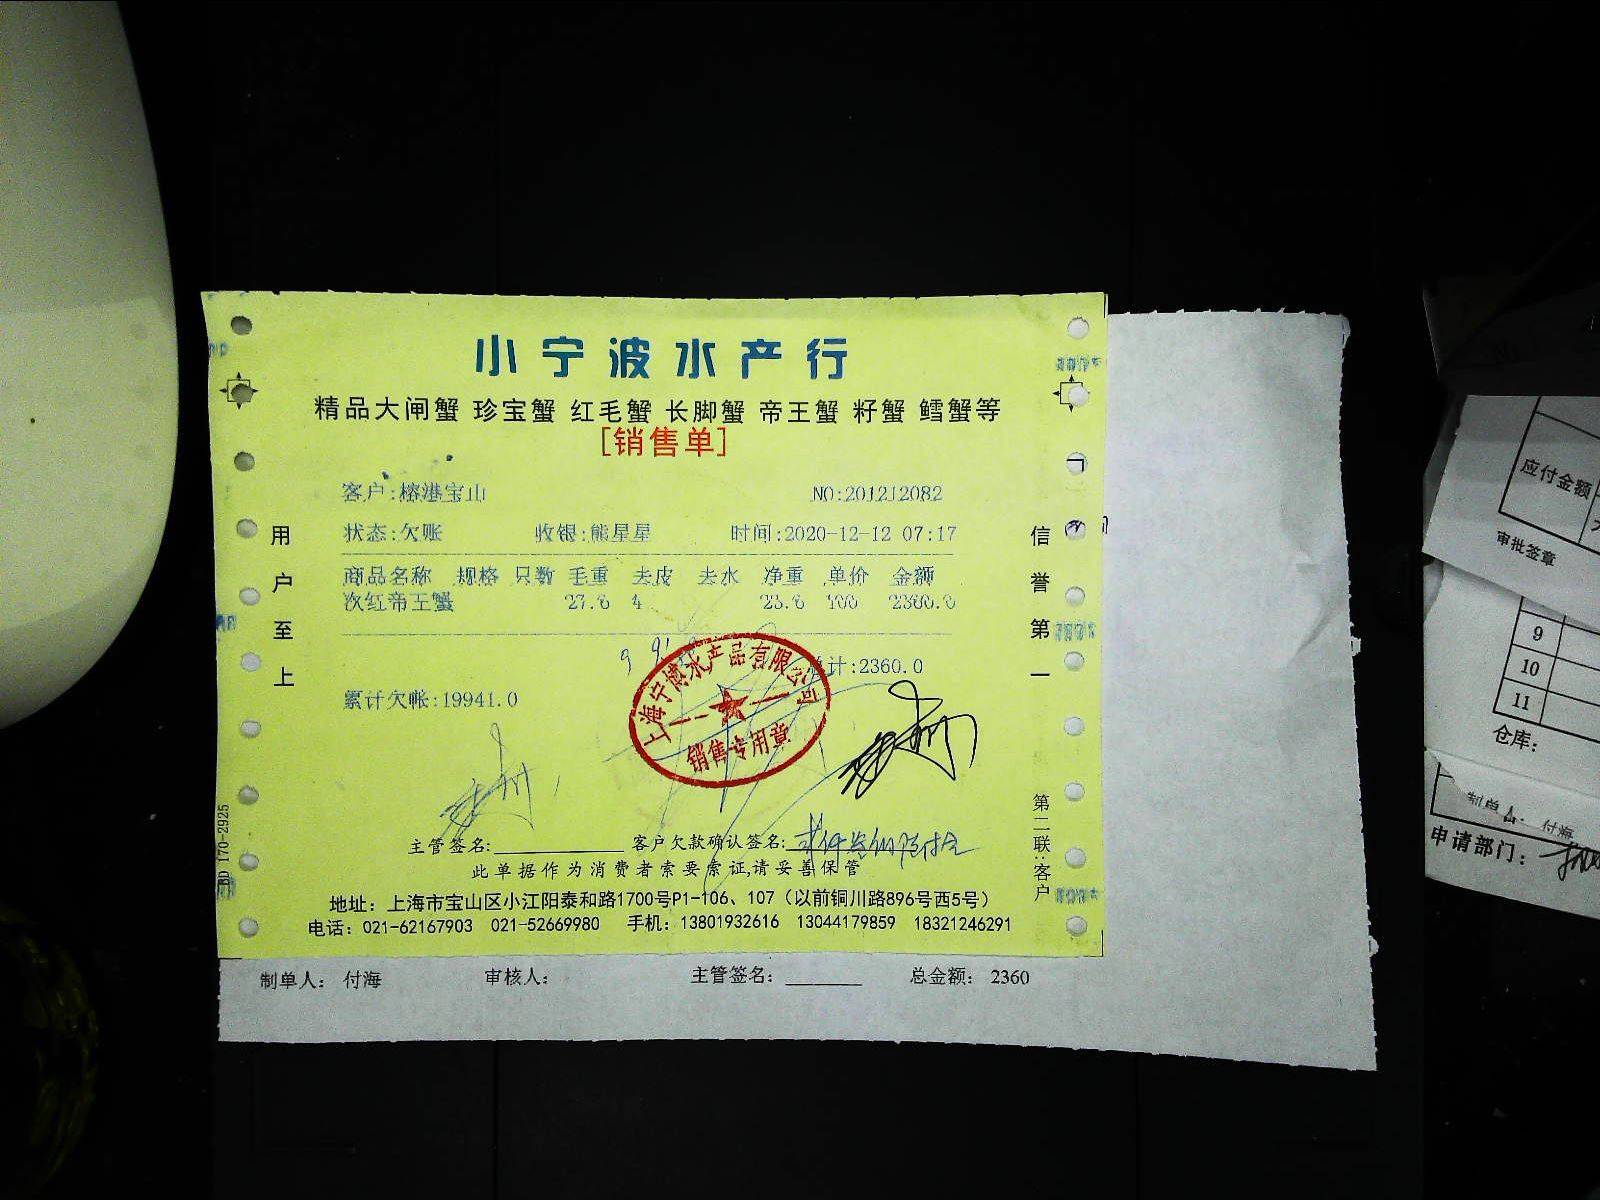 小宁波水产行
精品大闸蟹 珍宝蟹 红毛蟹 长脚蟹 帝王蟹 籽蟹 鳕蟹等
[销售单]
客户:榕港宝山 NO:201212082
状态:欠账 收银:熊星星 时间:2020-12-12 07:17
商品名称 规格 只数 毛重 去皮 去水 净重 单价 金额
次红帝王蟹 27.6 4 23.6 100 2360.0
总计:2360.0
累计欠帐:19941.0
上海宁博水产品有限公司
销售专用章
主管签名: 客户欠款确认签名:
此单据作为消费者索要索证,请妥善保管
地址：上海市宝山区小江阳泰和路1700号P1-106、107（以前铜川路896号西5号）
电话：021-62167903 021-52669980 手机：13801932616 13044179859 18321246291
用户至上
信誉第一
第二联:客户
BD 170-2925
制单人： 付海 审核人： 主管签名： 总金额： 2360
应付金额
审批签章
9
10
11
仓库：
制单人： 付海
申请部门：